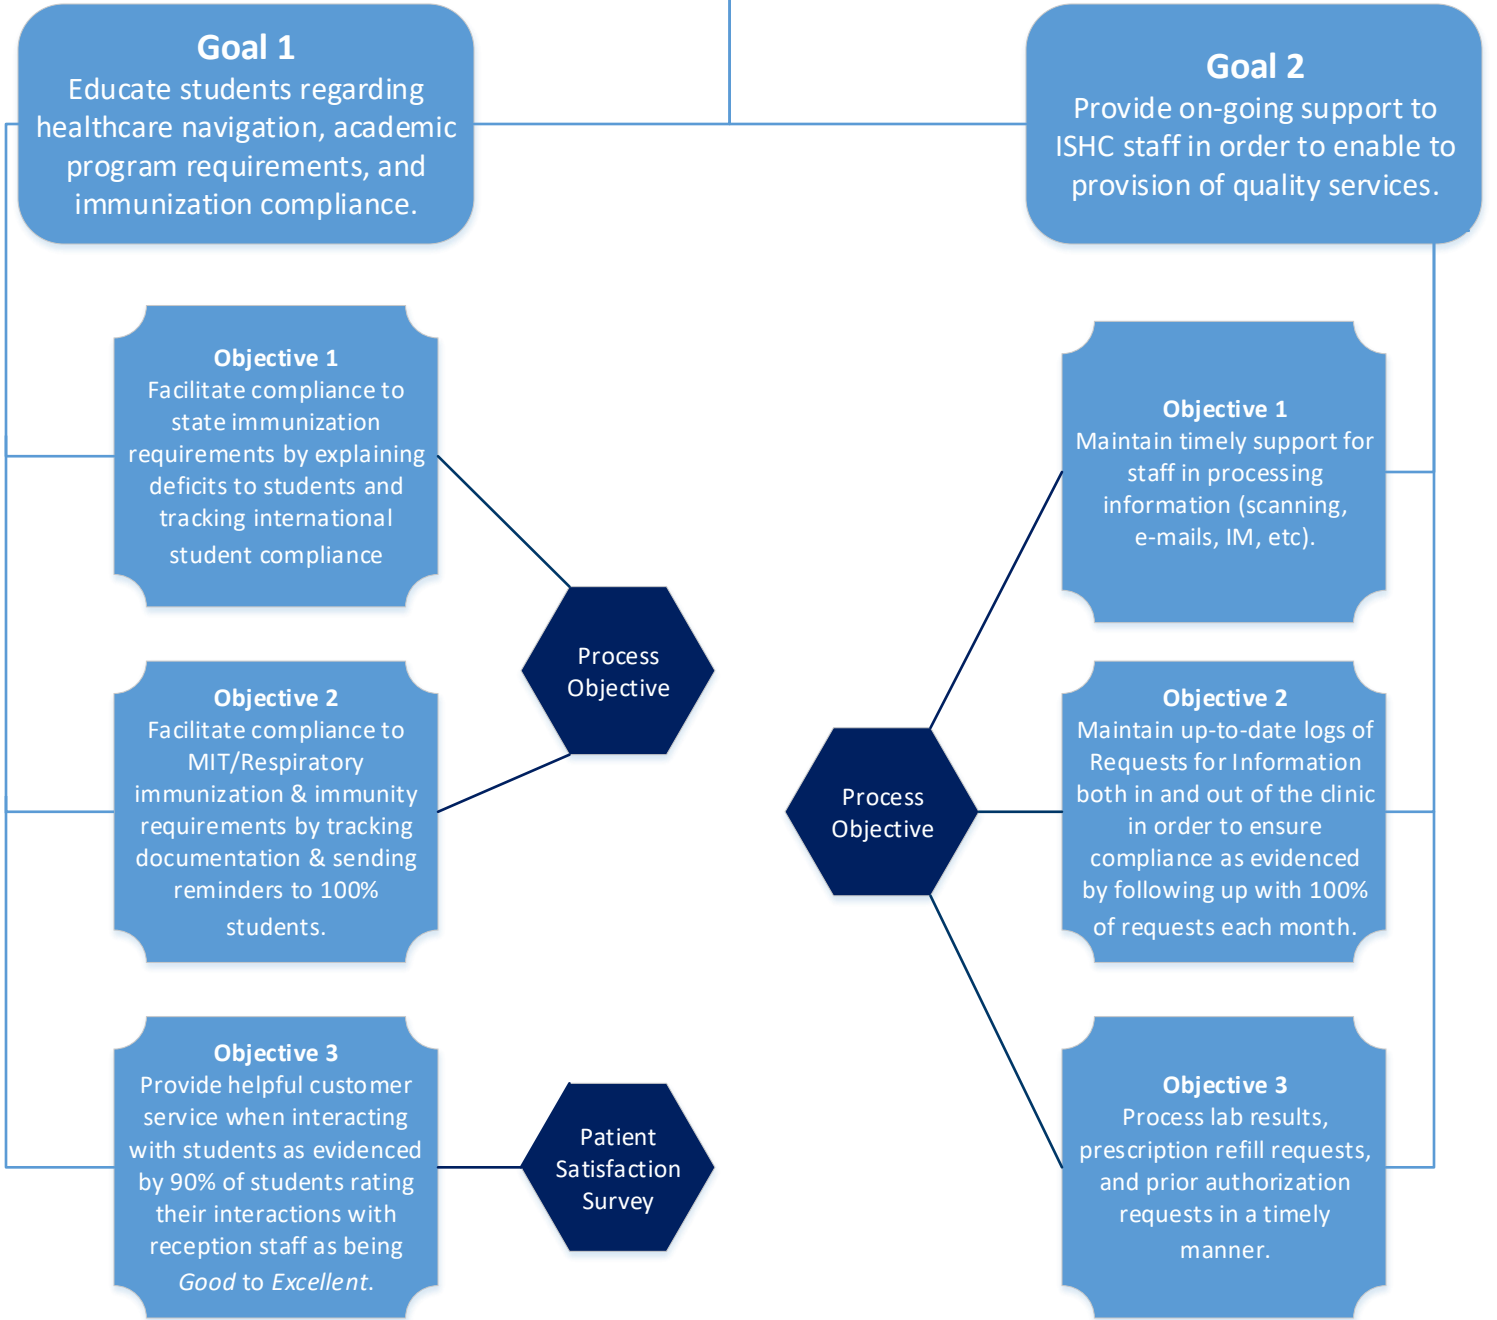 Goal 1
Educate students regarding
healthcare navigation, academic
program requirements, and
immunization compliance.
Goal 2
Provide on-going support to
ISHC staff in order to enable to
provision of quality services.
Objective 1
Facilitate compliance to
state immunization
requirements by explaining
deficits to students and
tracking international
student compliance
Objective 2
Facilitate compliance to
MIT/Respiratory
immunization & immunity
requirements by tracking
documentation & sending
reminders to 100%
students.
Objective 3
Provide helpful customer
service when interacting
with students as evidenced
by 90% of students rating
their interactions with
reception staff as being
Good to Excellent.
Process
Objective
Patient
Satisfaction
Survey
Process
Objective
Objective 1
Maintain timely support for
staff in processing
information (scanning,
e-mails, IM, etc).
Objective 2
Maintain up-to-date logs of
Requests for Information
both in and out of the clinic
in order to ensure
compliance as evidenced
by following up with 100%
of requests each month.
Objective 3
Process lab results,
prescription refill requests,
and prior authorization
requests in a timely
manner.